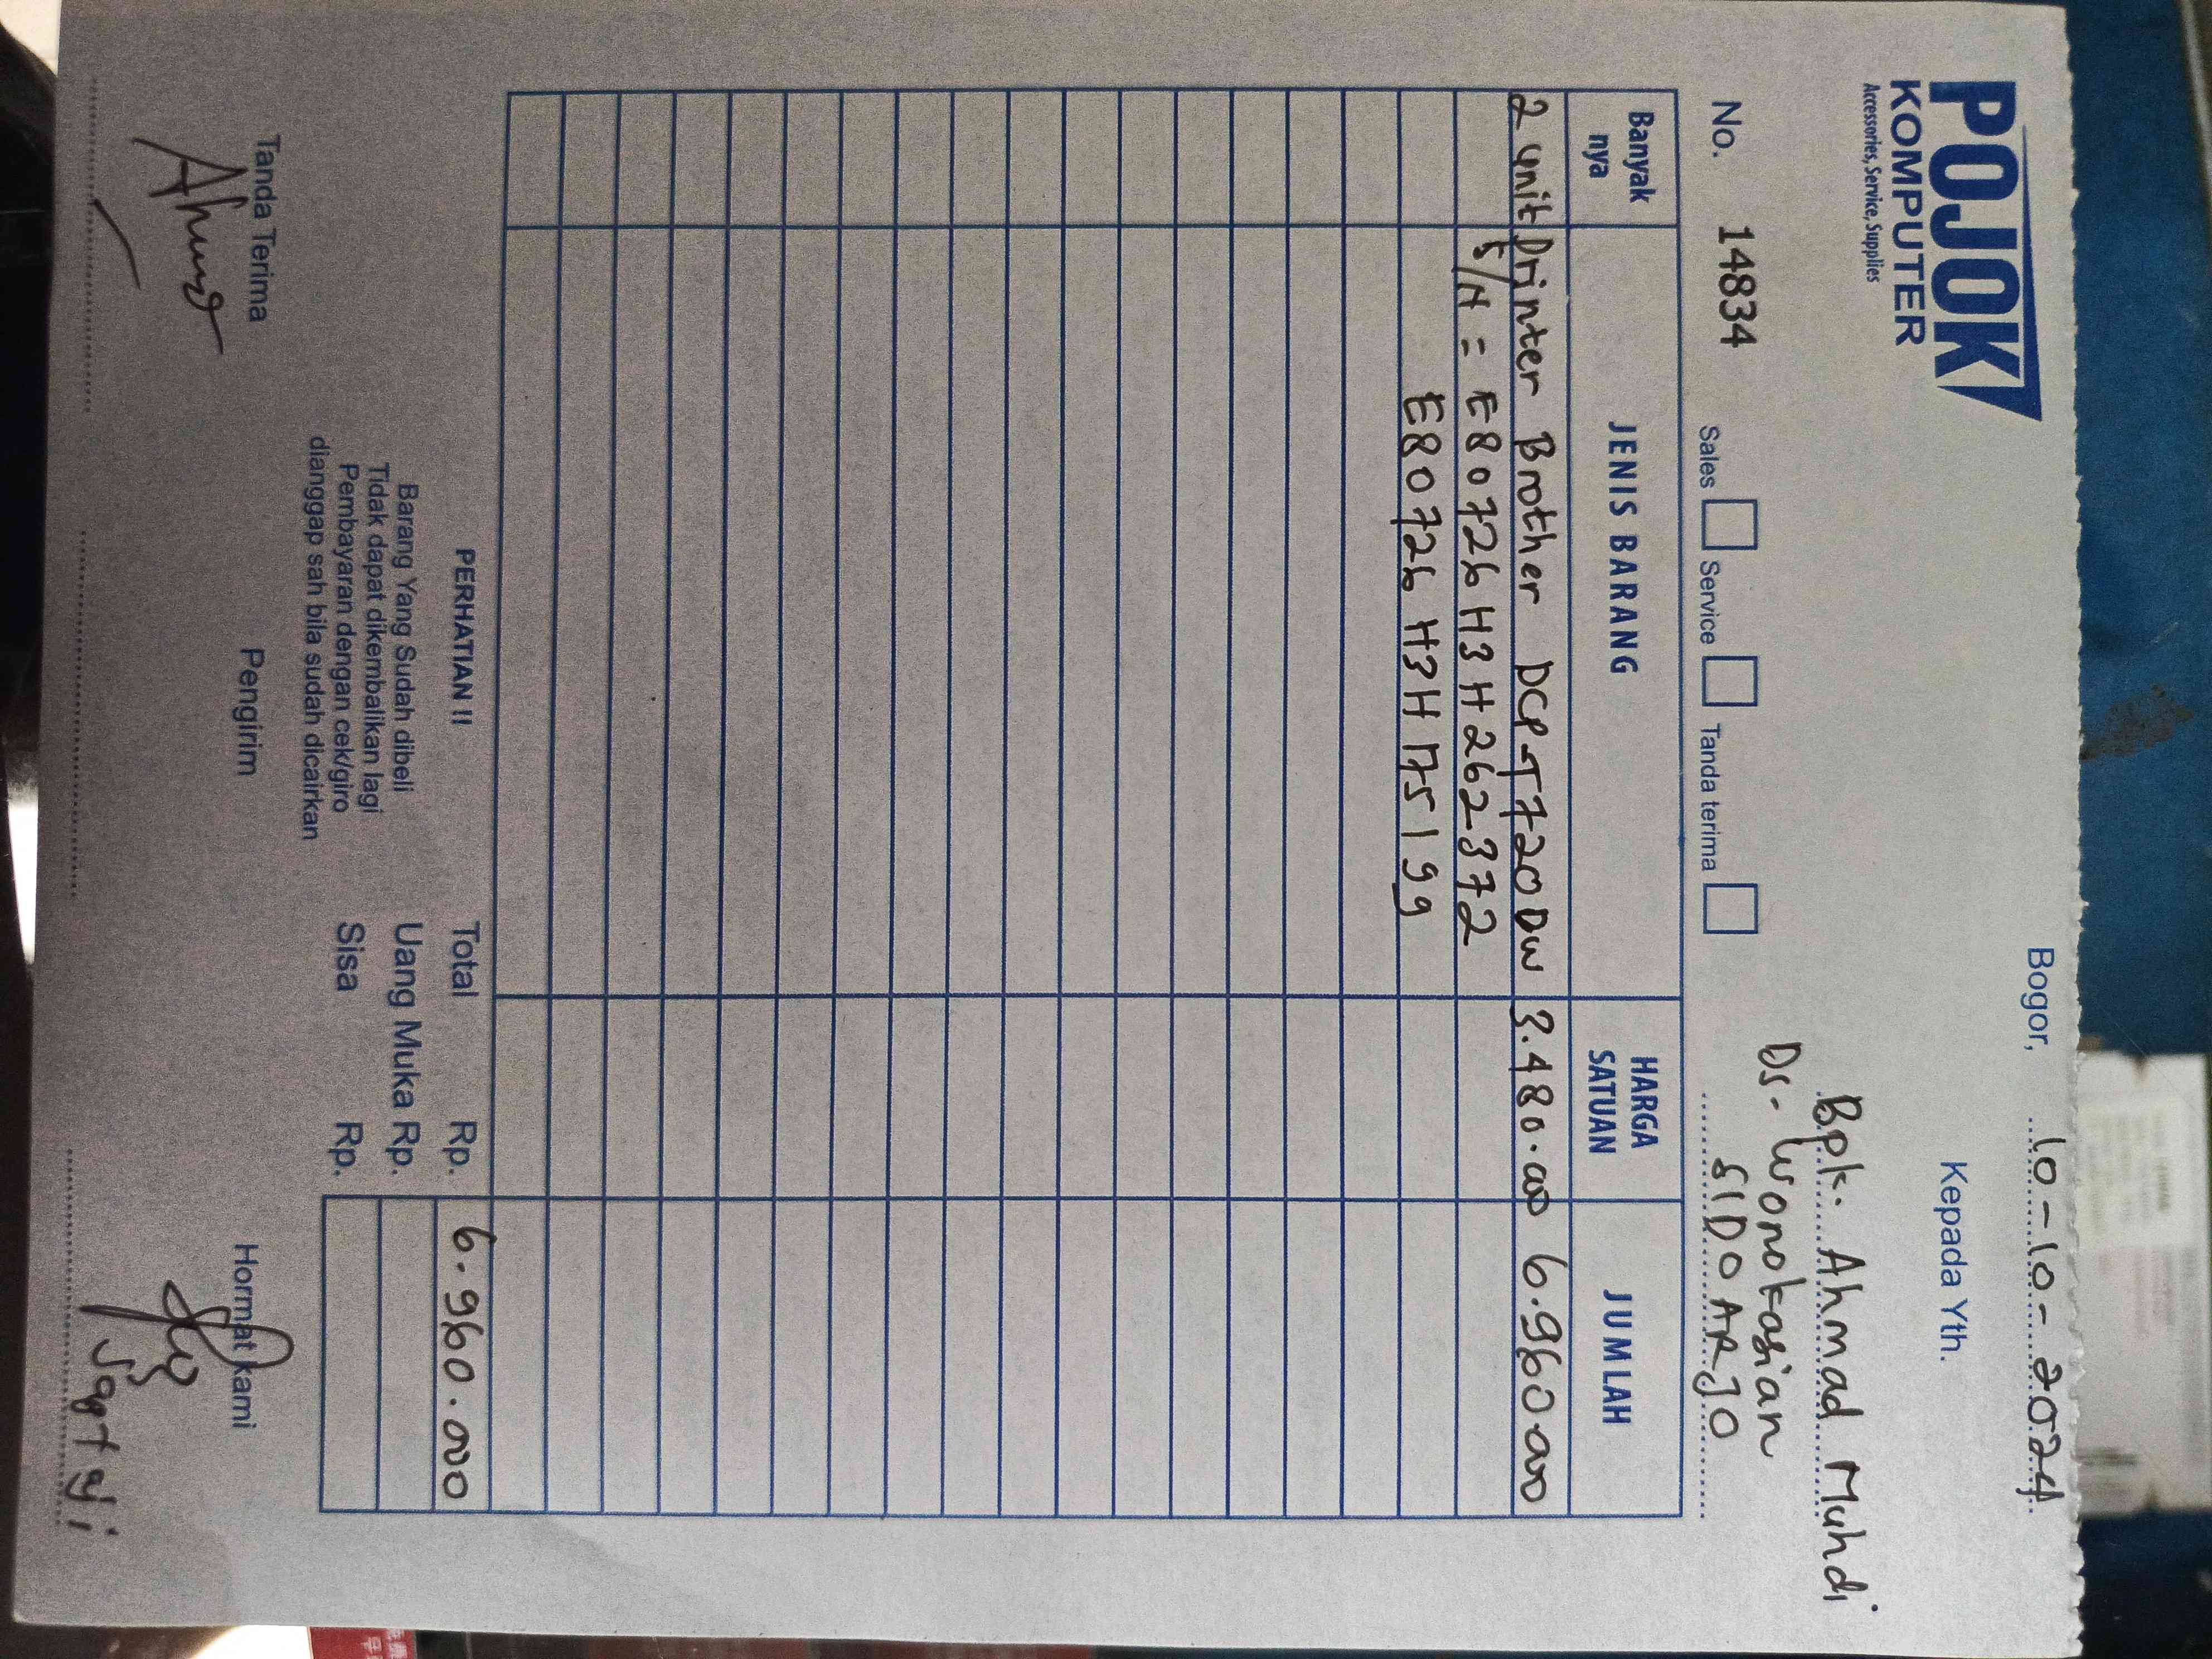 POJOK
KOMPUTER
Accessories, Service, Supplies
Bogor, 10-10-2024
Kepada Yth.
Bpk. Ahmad Muhdi
Ds. Wonokasian
SIDOARJO
No. 14834 Sales Service Tanda terima
Banyak nya JENIS BARANG HARGA SATUAN JUMLAH
2 unit Printer Brother DCP-T720DW 3.480.000 6.960.000
S/N = E80726H3H262372
E80726H3H175199
PERHATIAN !!
Barang Yang Sudah dibeli
Tidak dapat dikembalikan lagi
Pembayaran dengan cek/giro
dianggap sah bila sudah dicairkan
Total Rp. 6.960.000
Uang Muka Rp.
Sisa Rp.
Tanda Terima Pengirim Hormat kami